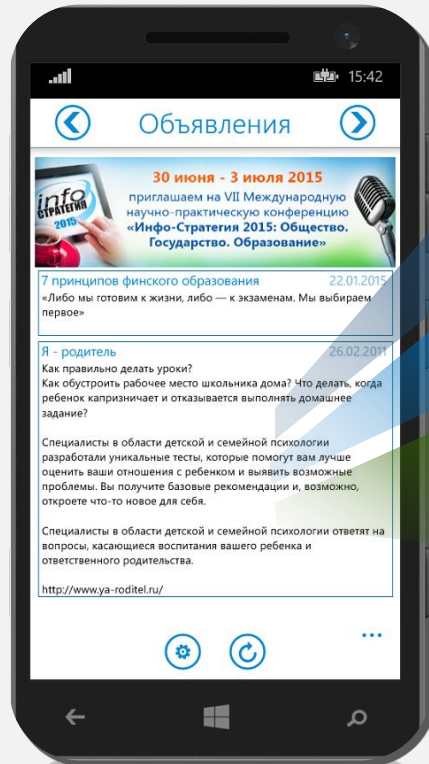 15:42
Объявления
info
СТРАТЕГИЯ
2015
30 июня - 3 июля 2015
приглашаем на VII Международную
научно-практическую конференцию
«Инфо-Стратегия 2015: Общество.
Государство. Образование»
7 принципов финского образования 22.01.2015
«Либо мы готовим к жизни, либо — к экзаменам. Мы выбираем
первое»
Я - родитель 26.02.2011
Как правильно делать уроки?
Как обустроить рабочее место школьника дома? Что делать, когда
ребенок капризничает и отказывается выполнять домашнее
задание?
Специалисты в области детской и семейной психологии
разработали уникальные тесты, которые помогут вам лучше
оценить ваши отношения с ребенком и выявить возможные
проблемы. Вы получите базовые рекомендации и, возможно,
откроете что-то новое для себя.
Специалисты в области детской и семейной психологии ответят на
вопросы, касающиеся воспитания вашего ребенка и
ответственного родительства.
http://www.ya-roditel.ru/